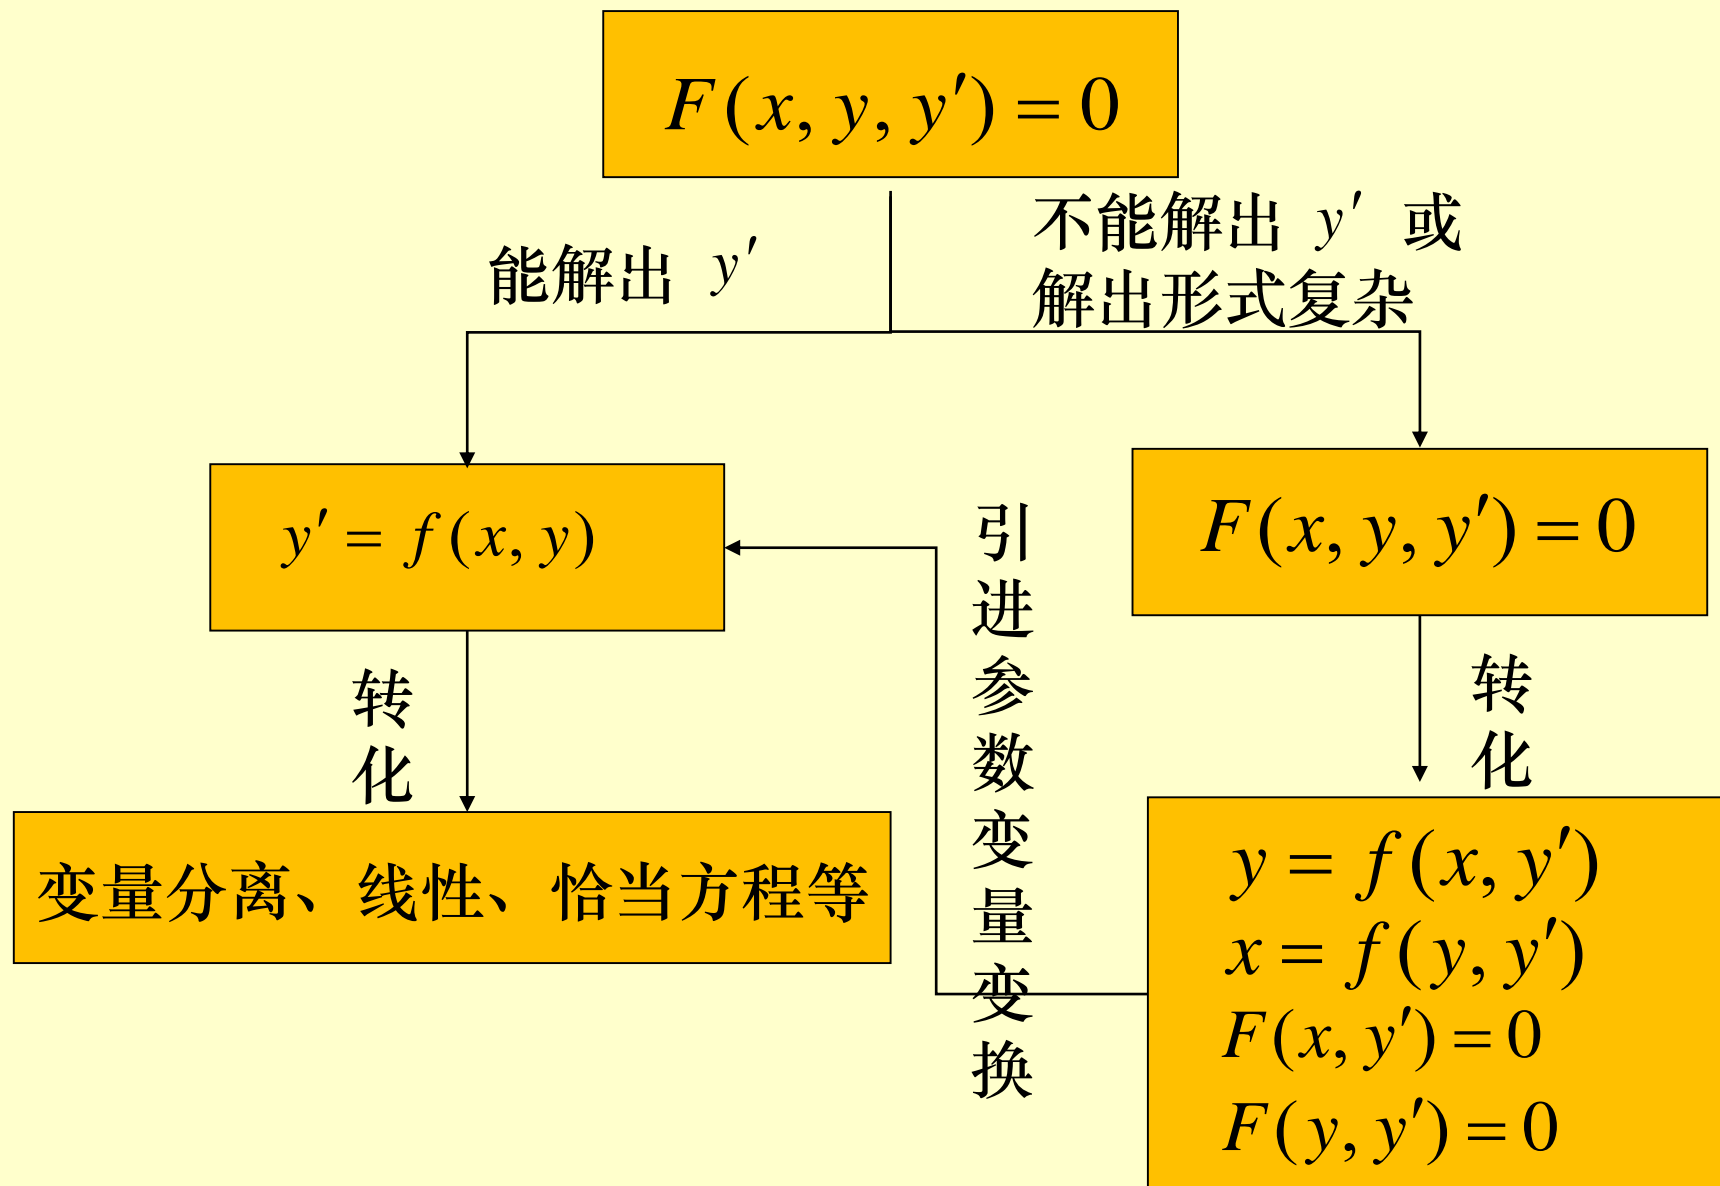 F(x, y, y′) = 0
能解出 y′
不能解出 y′ 或
解出形式复杂
y′ = f(x, y)
F(x, y, y′) = 0
引进参数变量变换
转化
转化
变量分离、线性、恰当方程等
y = f(x, y′)
x = f(y, y′)
F(x, y′) = 0
F(y, y′) = 0